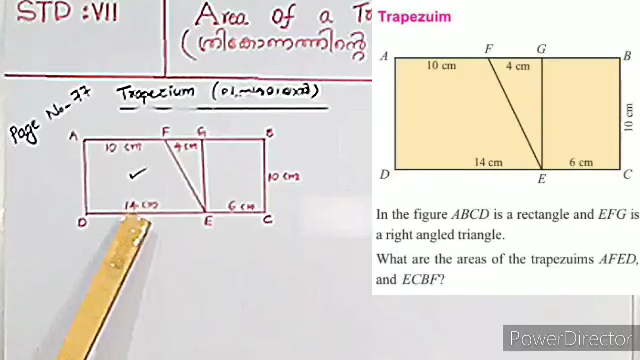 STD : VII
Area of a Tr
(ത്രികോണത്തിന്റെ
Page No-77
Trapezium
A F G B
10 cm 4 cm
10 cm
14 cm 6 cm
D E C
Trapezuim
A F G B
10 cm 4 cm
10 cm
14 cm 6 cm
D E C
In the figure ABCD is a rectangle and EFG is
a right angled triangle.
What are the areas of the trapezuims AFED,
and ECBF?
PowerDirector